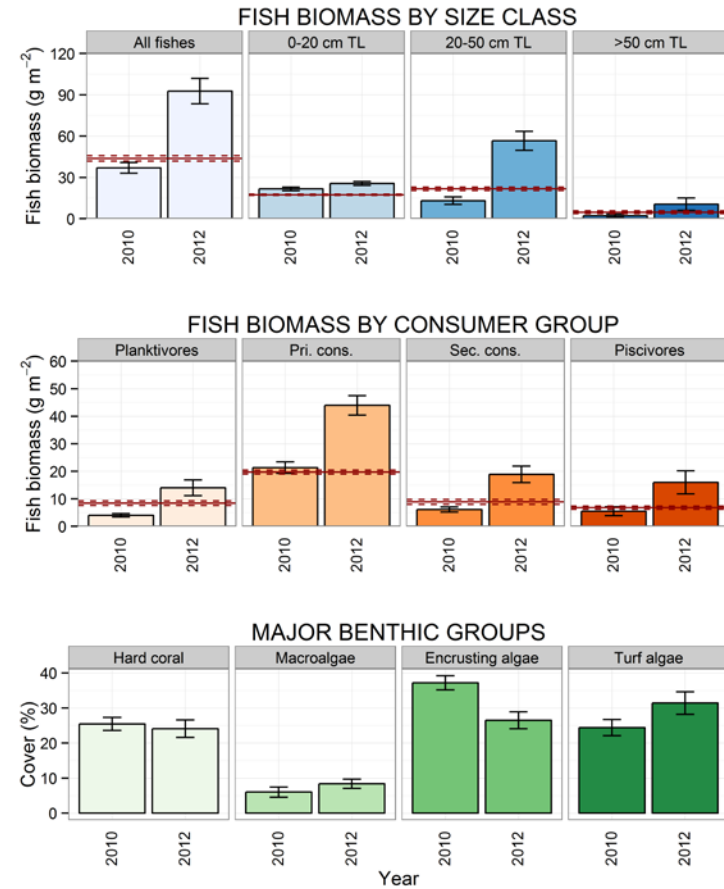 FISH BIOMASS BY SIZE CLASS
All fishes
0-20 cm TL
20-50 cm TL
>50 cm TL
Fish biomass (g m⁻²)
120
90
60
30
0
2010
2012
2010
2012
2010
2012
2010
2012
FISH BIOMASS BY CONSUMER GROUP
Planktivores
Pri. cons.
Sec. cons.
Piscivores
Fish biomass (g m⁻²)
60
50
40
30
20
10
0
2010
2012
2010
2012
2010
2012
2010
2012
MAJOR BENTHIC GROUPS
Hard coral
Macroalgae
Encrusting algae
Turf algae
Cover (%)
40
30
20
10
0
2010
2012
2010
2012
2010
2012
2010
2012
Year